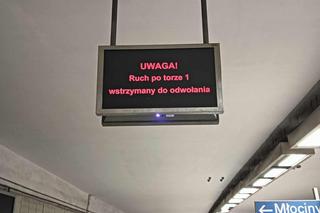 UWAGA!
Ruch po torze 1
wstrzymany do odwołania
← Młociny